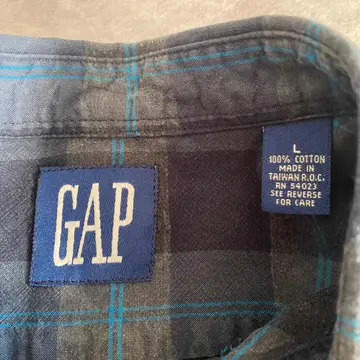 GAP
L
100% COTTON
MADE IN
TAIWAN R.O.C.
RN 54023
SEE REVERSE
FOR CARE